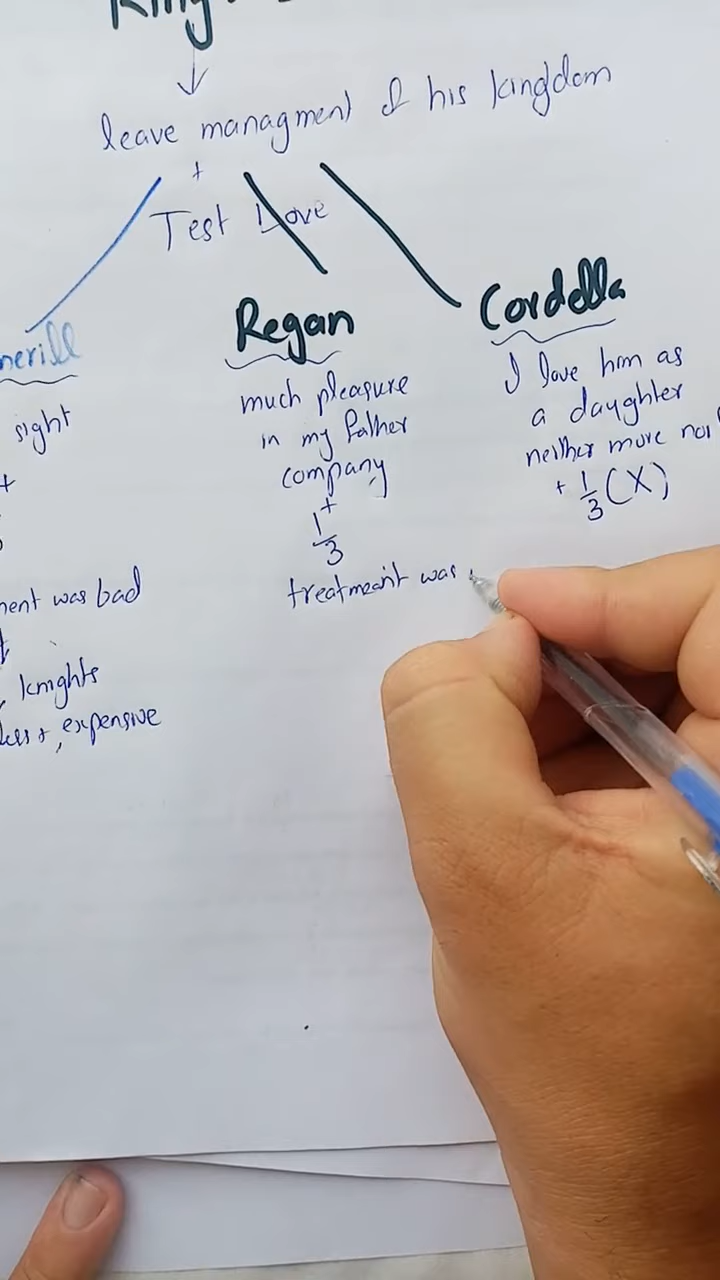 King
leave managment of his kingdom
+
Test Love
nerill
sight
+
ment was bad
knights
, expensive
Regan
much pleasure
in my father
company
+
1/3
treatment was
Cordella
I love him as
a daughter
neither more nor
+ 1/3 (X)